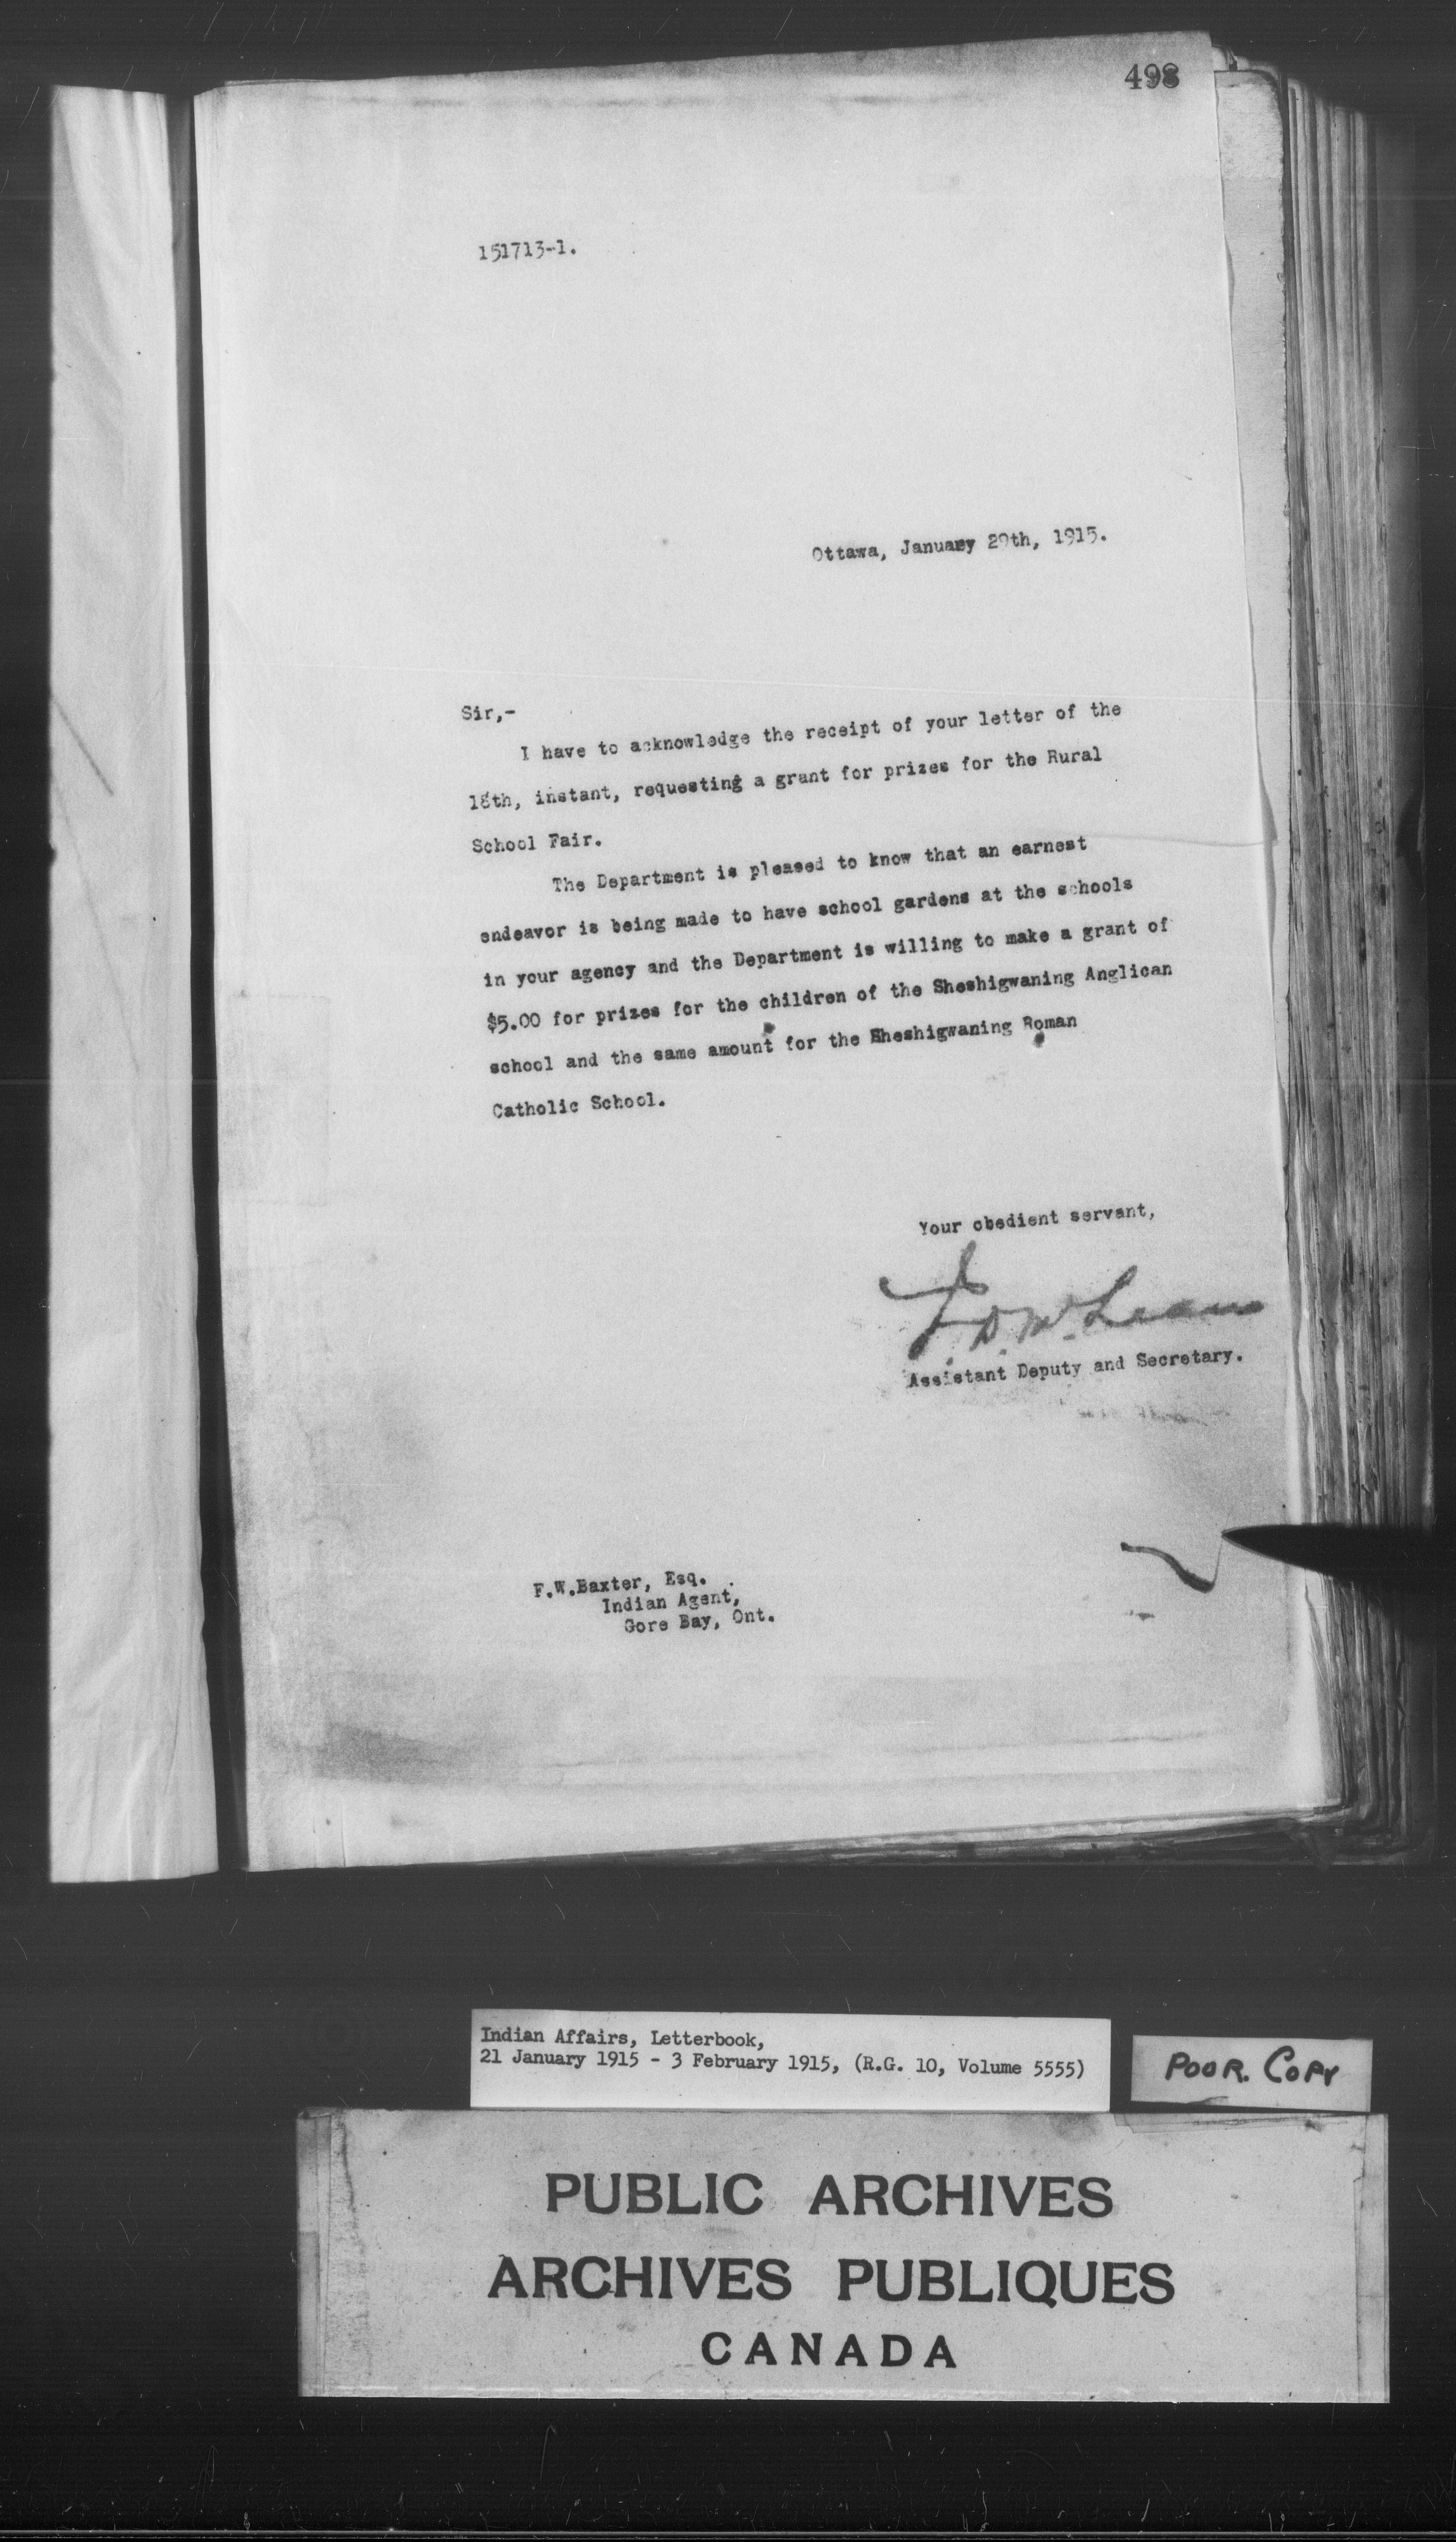 498
151713-1.
Ottawa, January 29th, 1915.
Sir,-
I have to acknowledge the receipt of your letter of the
18th, instant, requesting a grant for prizes for the Rural
School Fair.
The Department is pleased to know that an earnest
endeavor is being made to have school gardens at the schools
in your agency and the Department is willing to make a grant of
$5.00 for prizes for the children of the Sheshigwaning Anglican
school and the same amount for the Sheshigwaning Roman
Catholic School.
Your obedient servant,
J. D. McLean
Assistant Deputy and Secretary.
F.W.Baxter, Esq.
Indian Agent,
Gore Bay, Ont.
Indian Affairs, Letterbook,
21 January 1915 - 3 February 1915, (R.G. 10, Volume 5555)
POOR. COPY
PUBLIC ARCHIVES
ARCHIVES PUBLIQUES
CANADA